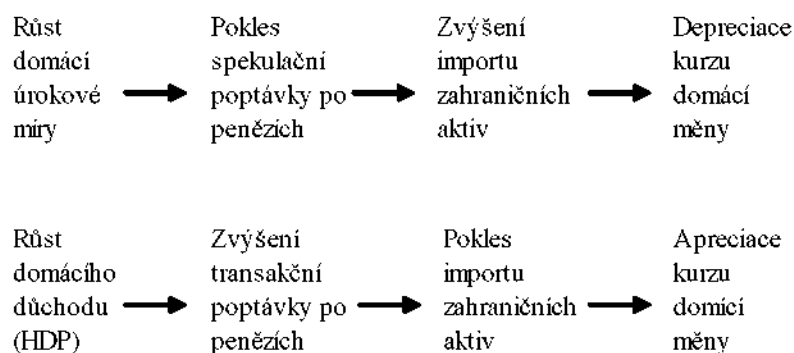 Růst
domácí
úrokové
míry
Pokles
spekulační
poptávky po
penězích
Zvýšení
importu
zahraničních
aktiv
Depreciace
kurzu
domácí
měny
Růst
domácího
důchodu
(HDP)
Zvýšení
transakční
poptávky po
penězích
Pokles
importu
zahraničních
aktiv
Apreciace
kurzu
domící
měny